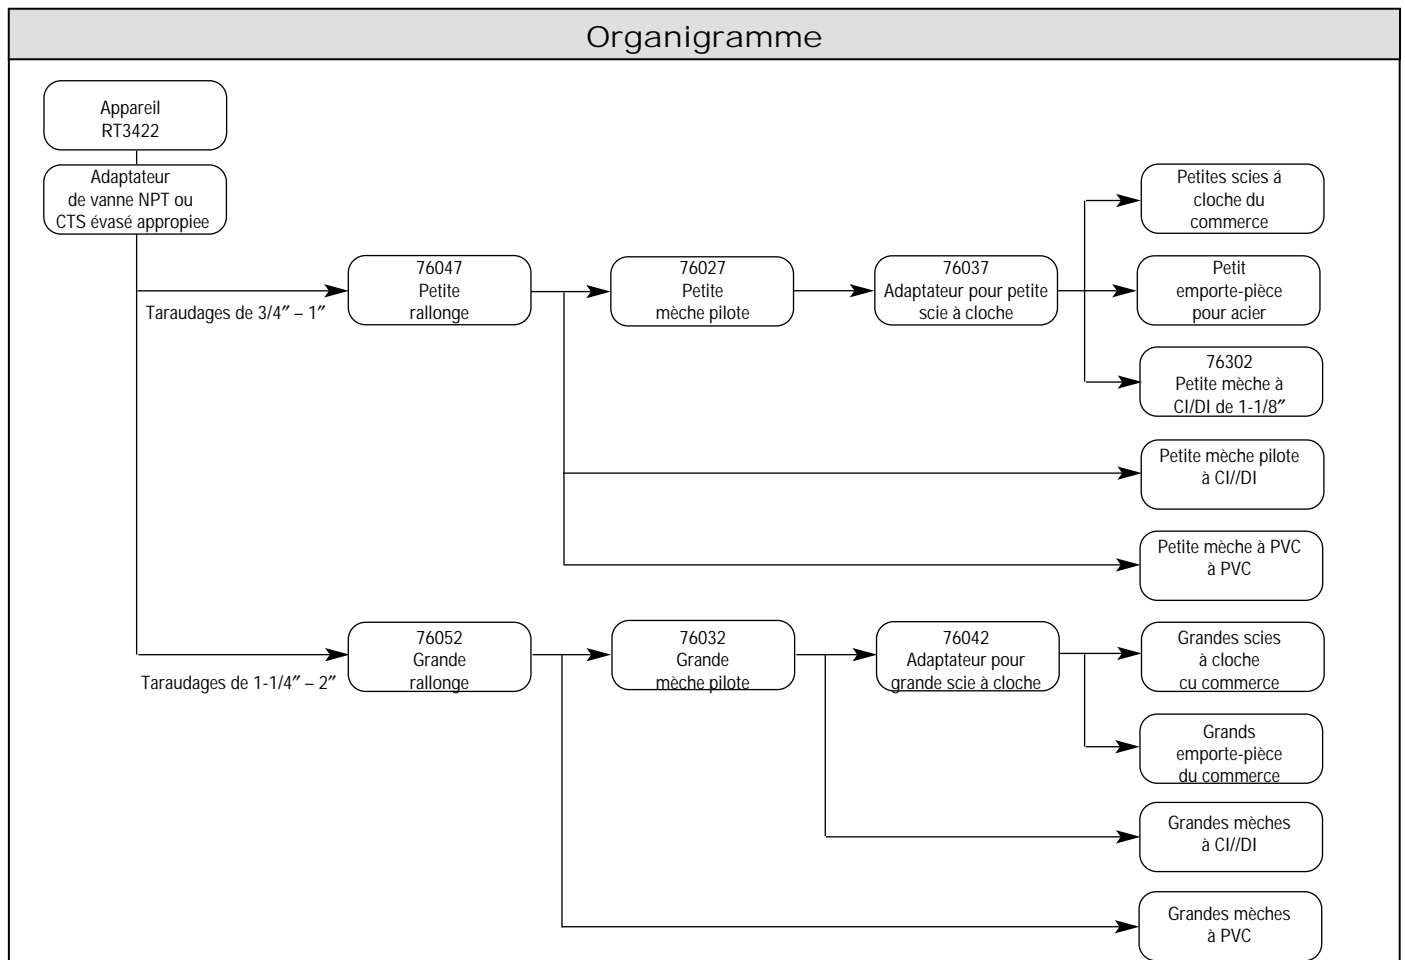 Organigramme
Appareil
RT3422
Adaptateur
de vanne NPT ou
CTS évasé appropiee
Taraudages de 3/4″ – 1″
76047
Petite
rallonge
76027
Petite
mèche pilote
76037
Adaptateur pour petite
scie à cloche
Petites scies á
cloche du
commerce
Petit
emporte-pièce
pour acier
76302
Petite mèche à
CI/DI de 1-1/8″
Petite mèche pilote
à CI//DI
Petite mèche à PVC
à PVC
Taraudages de 1-1/4″ – 2″
76052
Grande
rallonge
76032
Grande
mèche pilote
76042
Adaptateur pour
grande scie à cloche
Grandes scies
à cloche
cu commerce
Grands
emporte-pièce
du commerce
Grandes mèches
à CI//DI
Grandes mèches
à PVC